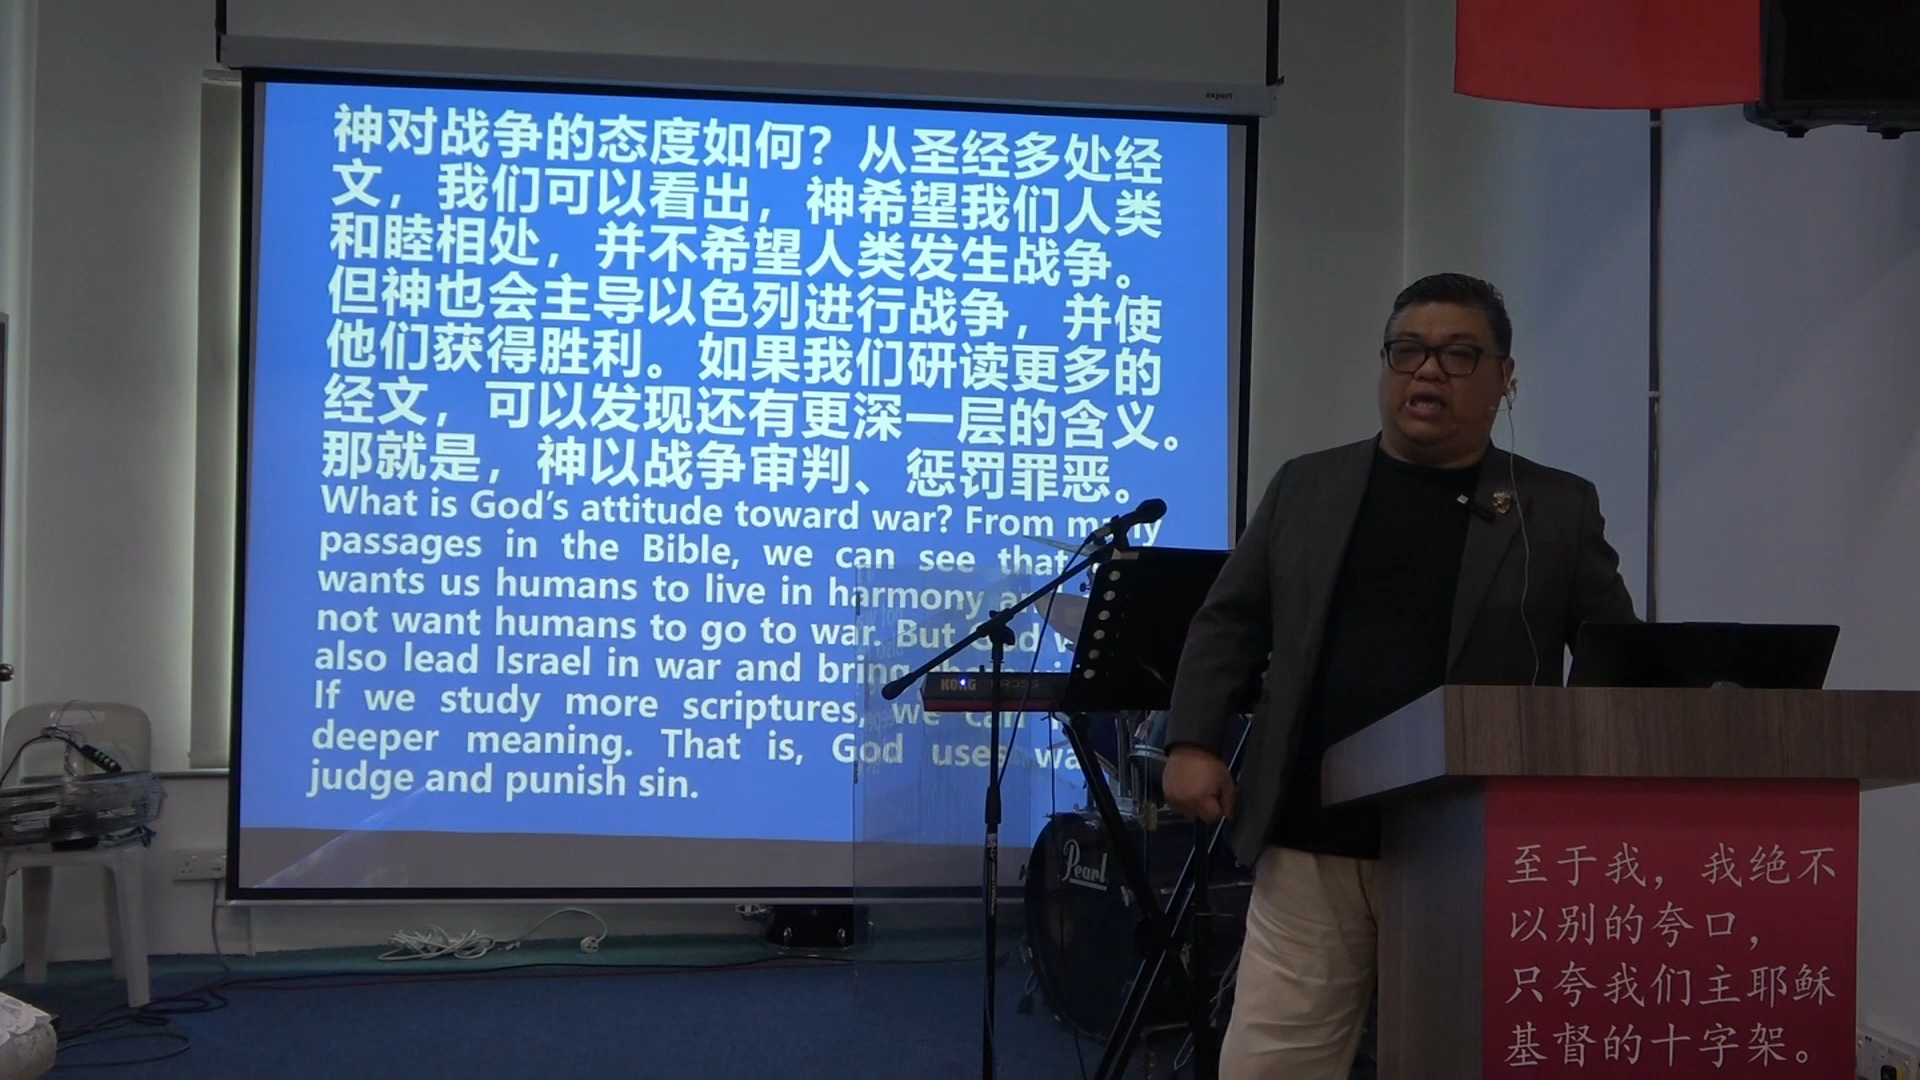 expert
神对战争的态度如何？从圣经多处经
文，我们可以看出，神希望我们人类
和睦相处，并不希望人类发生战争。
但神也会主导以色列进行战争，并使
他们获得胜利。如果我们研读更多的
经文，可以发现还有更深一层的含义。
那就是，神以战争审判、惩罚罪恶。
What is God's attitude toward war? From many
passages in the Bible, we can see that
wants us humans to live in harmony
not want humans to go to war. But God
also lead Israel in war and bring
If we study more scriptures, we can
deeper meaning. That is, God uses
judge and punish sin.
KORG
Pearl
至于我，我绝不
以别的夸口，
只夸我们主耶稣
基督的十字架。